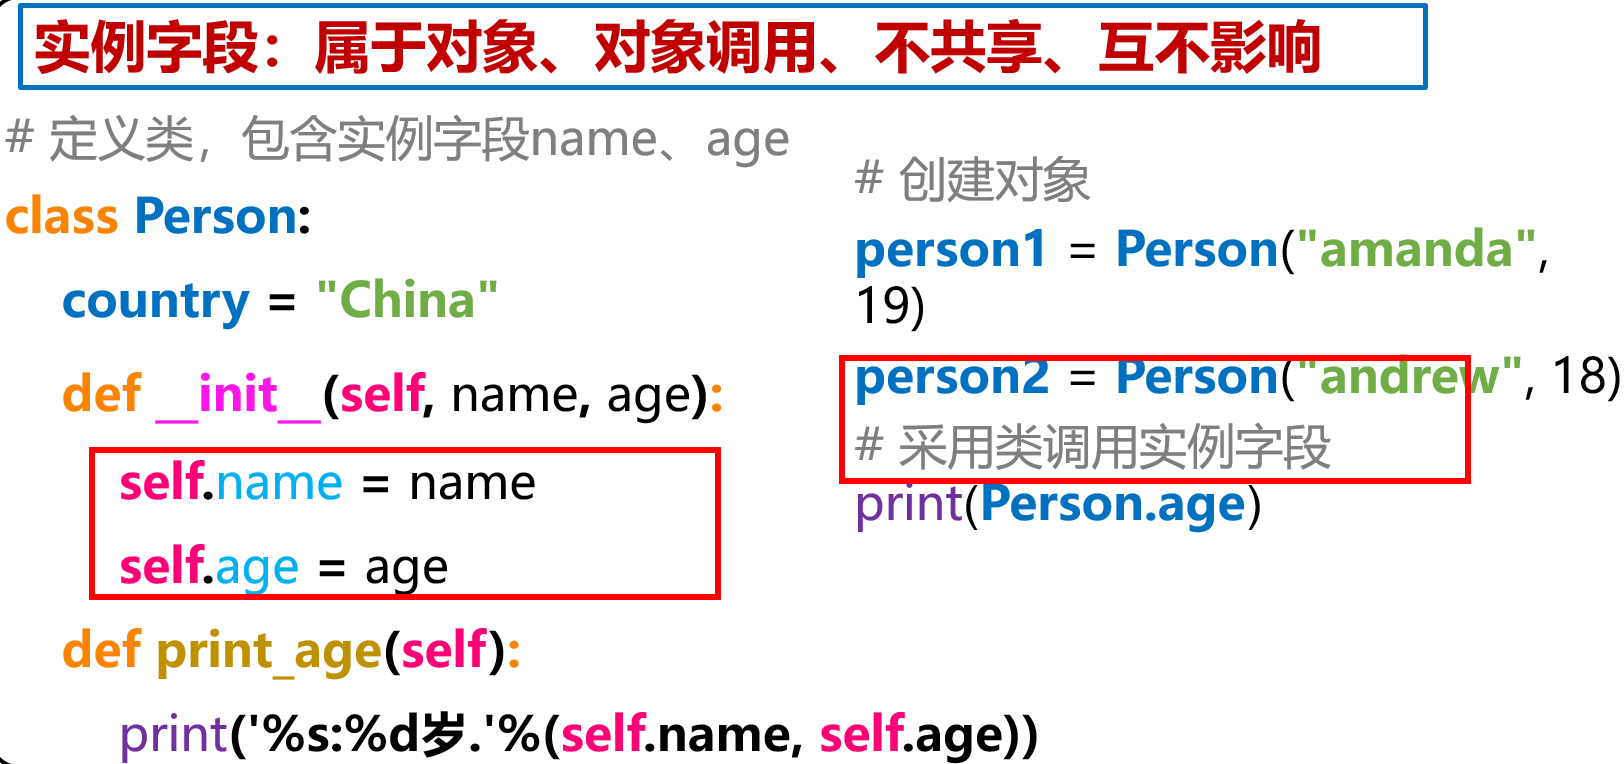 实例字段：属于对象、对象调用、不共享、互不影响
# 定义类，包含实例字段name、age
class Person:
country = "China"
def __init__(self, name, age):
self.name = name
self.age = age
def print_age(self):
print('%s:%d岁.'%(self.name, self.age))
# 创建对象
person1 = Person("amanda",
19)
person2 = Person("andrew", 18)
# 采用类调用实例字段
print(Person.age)